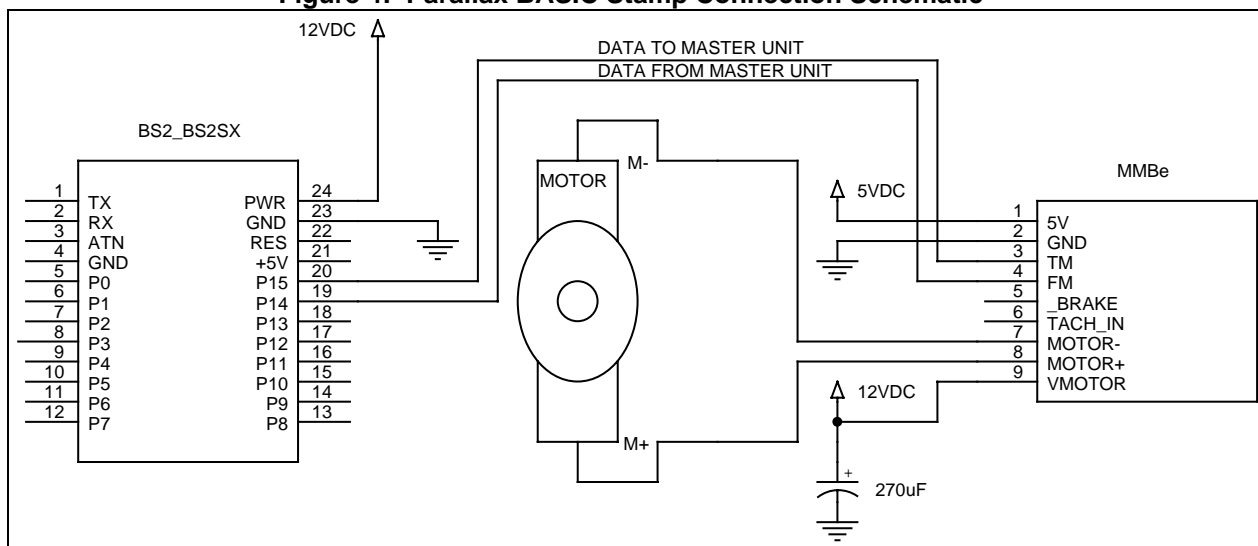 Figure 4. Parallax BASIC Stamp Connection Schematic
12VDC
DATA TO MASTER UNIT
DATA FROM MASTER UNIT
BS2_BS2SX
1 TX
2 RX
3 ATN
4 GND
5 P0
6 P1
7 P2
8 P3
9 P4
10 P5
11 P6
12 P7
PWR 24
GND 23
RES 22
+5V 21
P15 20
P14 19
P13 18
P12 17
P11 16
P10 15
P9 14
P8 13
M-
MOTOR
M+
MMBe
5VDC
1 5V
2 GND
3 TM
4 FM
5 _BRAKE
6 TACH_IN
7 MOTOR-
8 MOTOR+
9 VMOTOR
12VDC
+
270uF